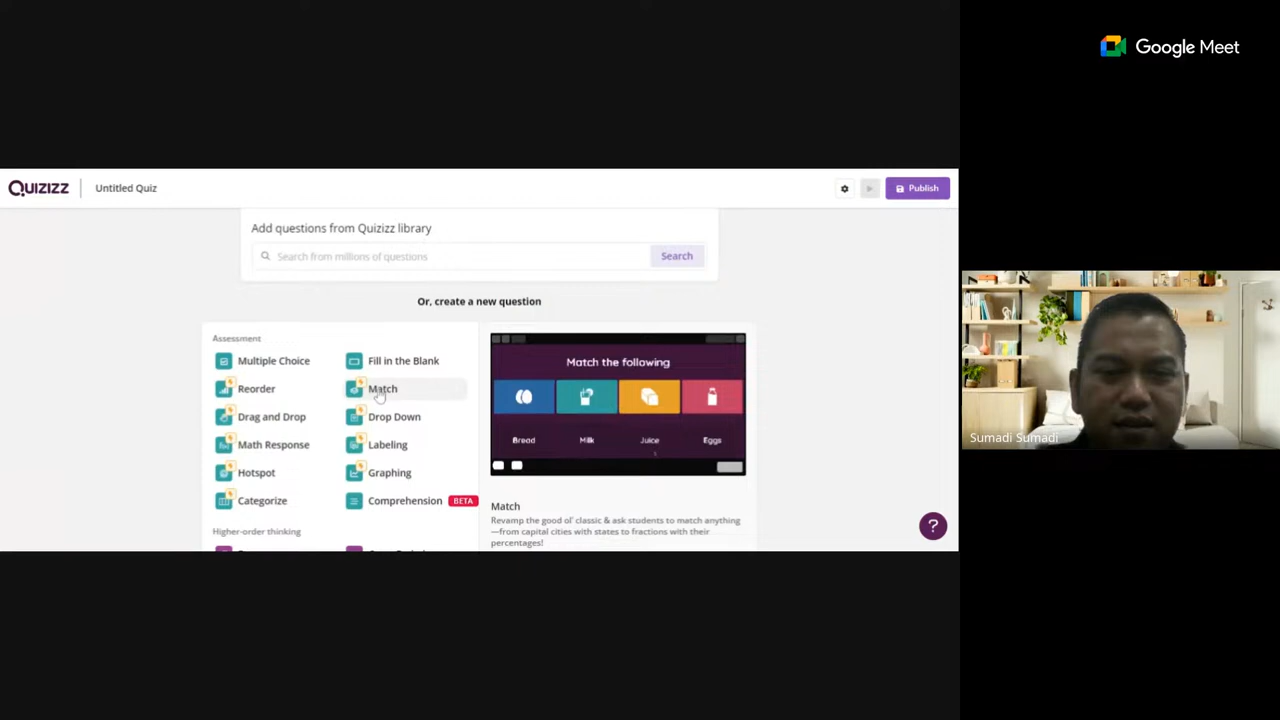 Google Meet
QUIZIZZ
Untitled Quiz
Publish
Add questions from Quizizz library
Search from millions of questions
Search
Or, create a new question
Assessment
Multiple Choice
Fill in the Blank
Reorder
Match
Drag and Drop
Drop Down
Math Response
Labeling
Hotspot
Graphing
Categorize
Comprehension BETA
Higher-order thinking
Match the following
Bread
Milk
Juice
Eggs
Match
Revamp the good ol' classic & ask students to match anything
—from capital cities with states to fractions with their
percentages!
?
Sumadi Sumadi